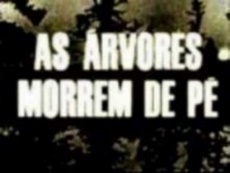 AS ÁRVORES
MORREM DE PÉ